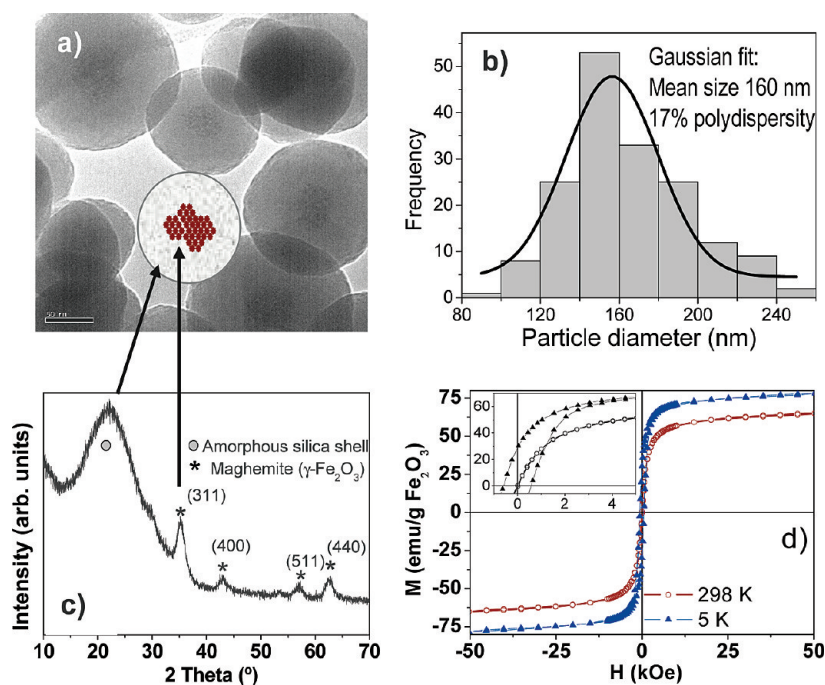 a)
50 nm
b)
Gaussian fit:
Mean size 160 nm
17% polydispersity
Frequency
50
40
30
20
10
0
80 120 160 200 240
Particle diameter (nm)
Intensity (arb. units)
Amorphous silica shell
* Maghemite (γ-Fe₂O₃)
(311)
*
(400)
*
(511)
*
(440)
*
c)
10 20 30 40 50 60 70
2 Theta (º)
M (emu/g Fe₂O₃)
75
50
25
0
-25
-50
-75
60
40
20
0
0 2 4
d)
298 K
5 K
-50 -25 0 25 50
H (kOe)